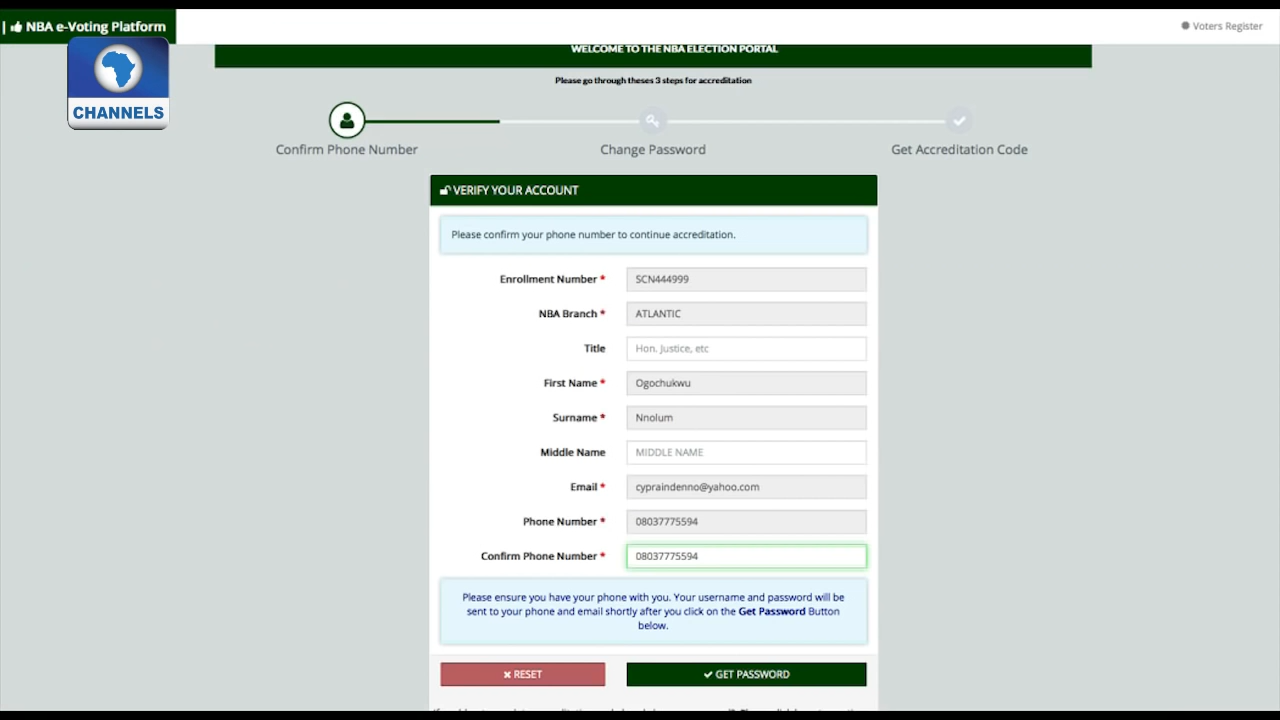 | NBA e-Voting Platform
Voters Register
CHANNELS
WELCOME TO THE NBA ELECTION PORTAL
Please go through theses 3 steps for accreditation
Confirm Phone Number
Change Password
Get Accreditation Code
VERIFY YOUR ACCOUNT
Please confirm your phone number to continue accreditation.
Enrollment Number * SCN444999
NBA Branch * ATLANTIC
Title Hon. Justice, etc
First Name * Ogochukwu
Surname * Nnolum
Middle Name MIDDLE NAME
Email * cypraindenno@yahoo.com
Phone Number * 08037775594
Confirm Phone Number * 08037775594
Please ensure you have your phone with you. Your username and password will be
sent to your phone and email shortly after you click on the Get Password Button
below.
RESET
GET PASSWORD